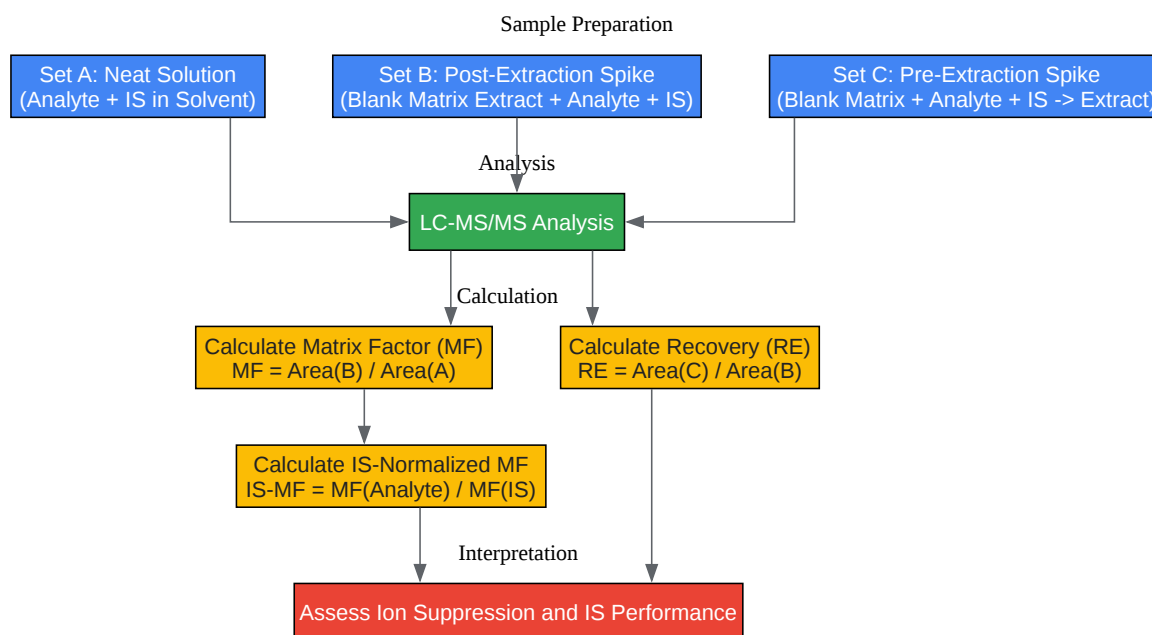 Sample Preparation
Set A: Neat Solution
(Analyte + IS in Solvent)
Set B: Post-Extraction Spike
(Blank Matrix Extract + Analyte + IS)
Set C: Pre-Extraction Spike
(Blank Matrix + Analyte + IS -> Extract)
Analysis
LC-MS/MS Analysis
Calculation
Calculate Matrix Factor (MF)
MF = Area(B) / Area(A)
Calculate Recovery (RE)
RE = Area(C) / Area(B)
Calculate IS-Normalized MF
IS-MF = MF(Analyte) / MF(IS)
Interpretation
Assess Ion Suppression and IS Performance